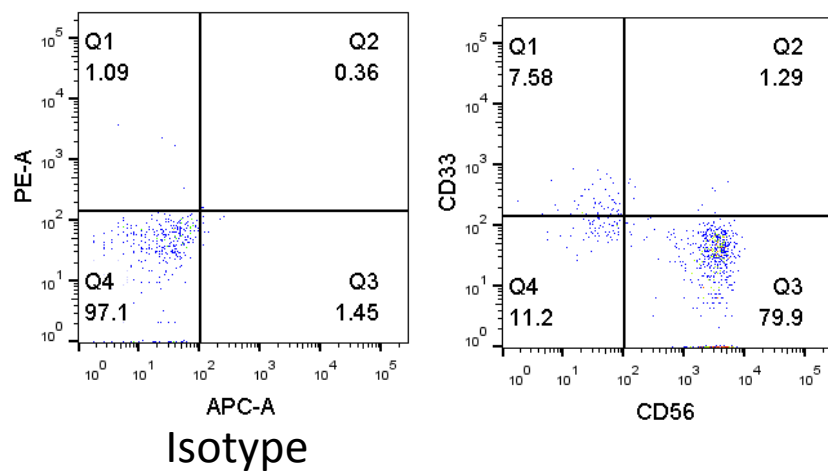 Q1
1.09
Q2
0.36
Q4
97.1
Q3
1.45
10^5
10^4
10^3
10^2
10^1
10^0
10^0 10^1 10^2 10^3 10^4 10^5
PE-A
APC-A
Isotype
Q1
7.58
Q2
1.29
Q4
11.2
Q3
79.9
10^5
10^4
10^3
10^2
10^1
10^0
10^0 10^1 10^2 10^3 10^4 10^5
CD33
CD56